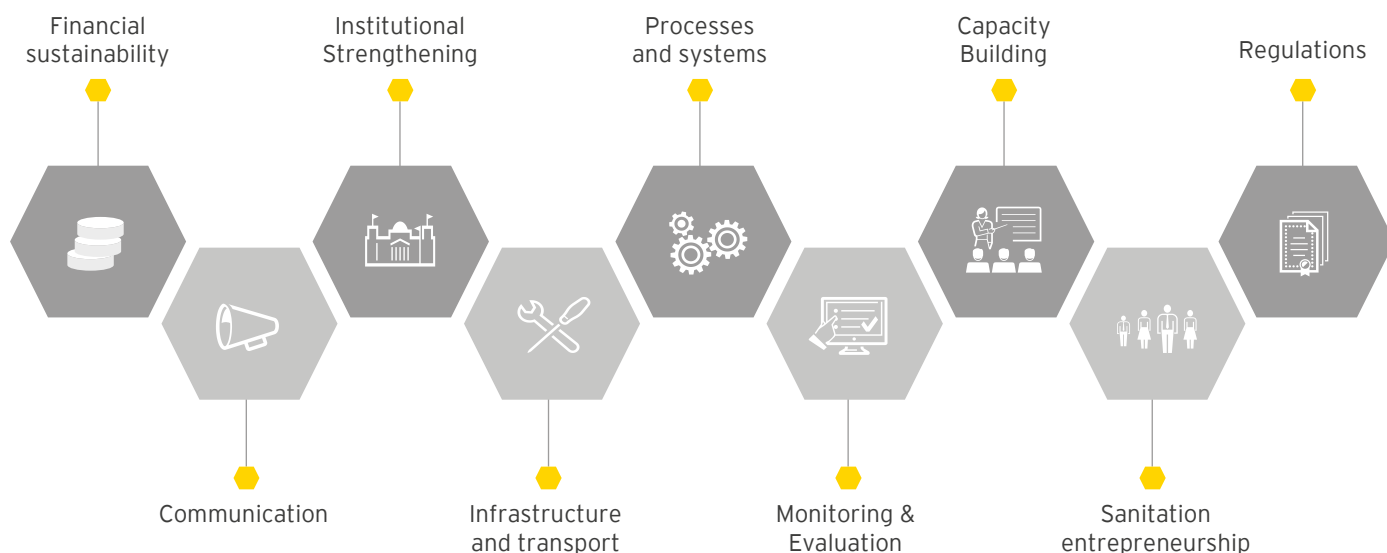 Financial
sustainability
Institutional
Strengthening
Processes
and systems
Capacity
Building
Regulations
Communication
Infrastructure
and transport
Monitoring &
Evaluation
Sanitation
entrepreneurship